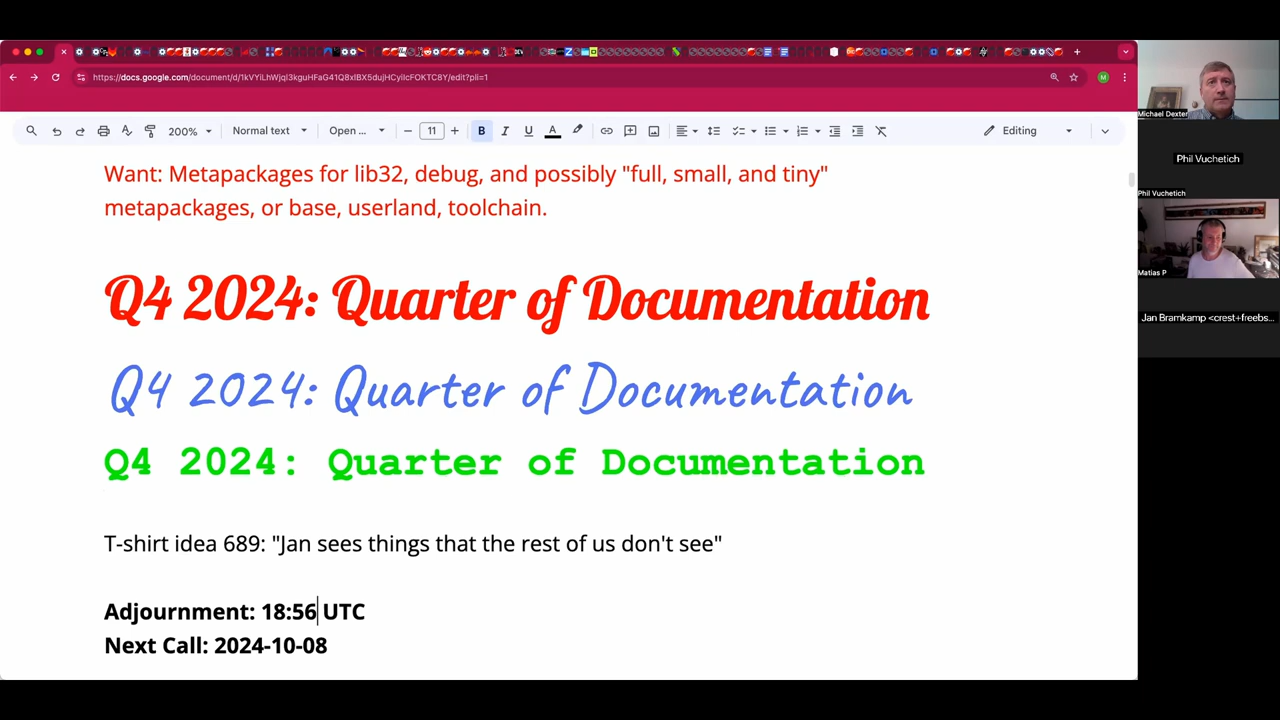 https://docs.google.com/document/d/1kVYiLhWjqI3kguHFaG41Q8xlBX5dujHCyIlcFOKTC8Y/edit?pli=1
200%
Normal text
Open ...
11
Editing
Want: Metapackages for lib32, debug, and possibly "full, small, and tiny"
metapackages, or base, userland, toolchain.
Q4 2024: Quarter of Documentation
Q4 2024: Quarter of Documentation
Q4 2024: Quarter of Documentation
T-shirt idea 689: "Jan sees things that the rest of us don't see"
Adjournment: 18:56 UTC
Next Call: 2024-10-08
Michael Dexter
Phil Vuchetich
Phil Vuchetich
Matias P
Jan Bramkamp <crest+freebs...